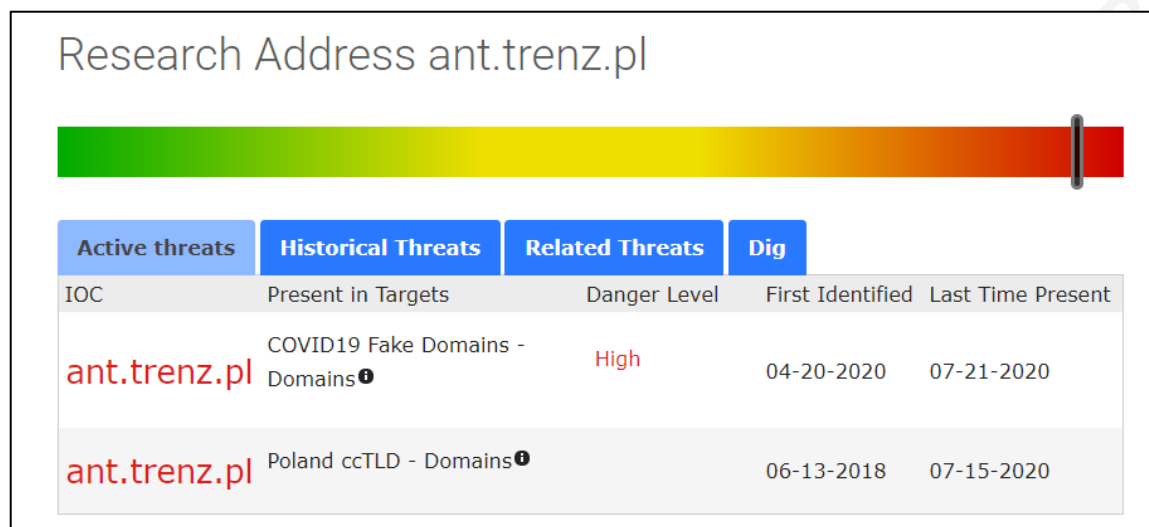 Research Address ant.trenz.pl
Active threats Historical Threats Related Threats Dig
IOC Present in Targets Danger Level First Identified Last Time Present
ant.trenz.pl COVID19 Fake Domains - Domains High 04-20-2020 07-21-2020
ant.trenz.pl Poland ccTLD - Domains 06-13-2018 07-15-2020